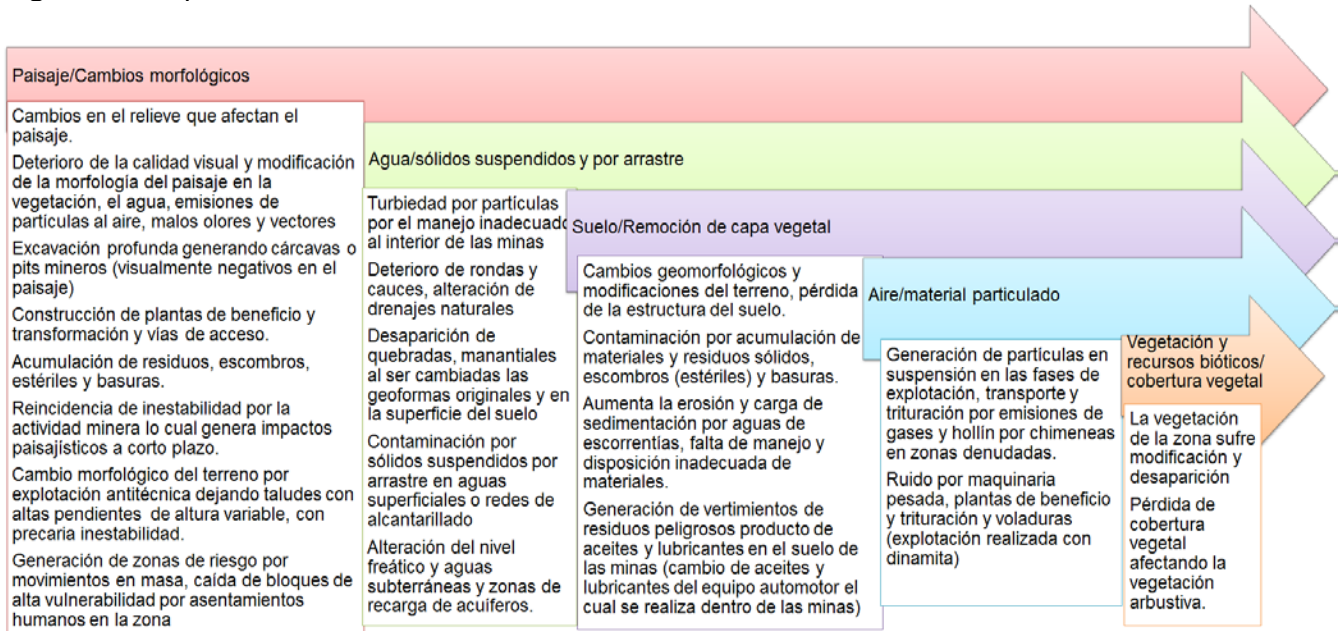 Paisaje/Cambios morfológicos
Cambios en el relieve que afectan el
paisaje.
Deterioro de la calidad visual y modificación
de la morfología del paisaje en la
vegetación, el agua, emisiones de
partículas al aire, malos olores y vectores
Excavación profunda generando cárcavas o
pits mineros (visualmente negativos en el
paisaje)
Construcción de plantas de beneficio y
transformación y vías de acceso.
Acumulación de residuos, escombros,
estériles y basuras.
Reincidencia de inestabilidad por la
actividad minera lo cual genera impactos
paisajísticos a corto plazo.
Cambio morfológico del terreno por
explotación antitécnica dejando taludes con
altas pendientes de altura variable, con
precaria inestabilidad.
Generación de zonas de riesgo por
movimientos en masa, caída de bloques de
alta vulnerabilidad por asentamientos
humanos en la zona
Agua/sólidos suspendidos y por arrastre
Turbiedad por partículas
por el manejo inadecuado
al interior de las minas
Deterioro de rondas y
cauces, alteración de
drenajes naturales
Desaparición de
quebradas, manantiales
al ser cambiadas las
geoformas originales y en
la superficie del suelo
Contaminación por
sólidos suspendidos por
arrastre en aguas
superficiales o redes de
alcantarillado
Alteración del nivel
freático y aguas
subterráneas y zonas de
recarga de acuíferos.
Suelo/Remoción de capa vegetal
Cambios geomorfológicos y
modificaciones del terreno, pérdida
de la estructura del suelo.
Contaminación por acumulación de
materiales y residuos sólidos,
escombros (estériles) y basuras.
Aumenta la erosión y carga de
sedimentación por aguas de
escorrentías, falta de manejo y
disposición inadecuada de
materiales.
Generación de vertimientos de
residuos peligrosos producto de
aceites y lubricantes en el suelo de
las minas (cambio de aceites y
lubricantes del equipo automotor el
cual se realiza dentro de las minas)
Aire/material particulado
Generación de partículas en
suspensión en las fases de
explotación, transporte y
trituración por emisiones de
gases y hollín por chimeneas
en zonas denudadas.
Ruido por maquinaria
pesada, plantas de beneficio
y trituración y voladuras
(explotación realizada con
dinamita)
Vegetación y
recursos bióticos/
cobertura vegetal
La vegetación
de la zona sufre
modificación y
desaparición
Pérdida de
cobertura
vegetal
afectando la
vegetación
arbustiva.